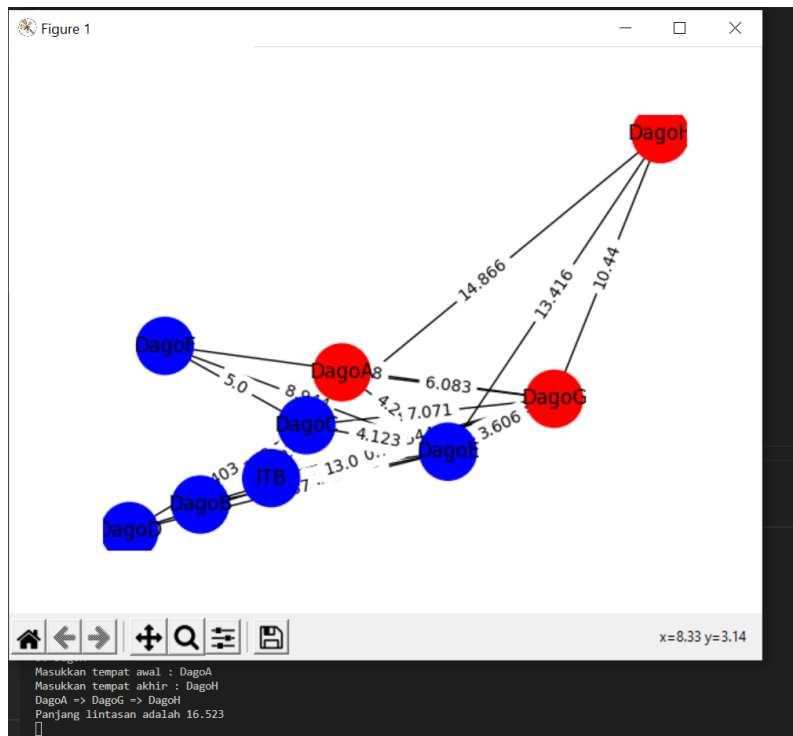 Figure 1
DagoH
14.866
13.416
10.44
DagoF
DagoA
6.083
5.0
DagoG
DagoC
7.071
4.123
3.606
DagoE
13.0
ITB
DagoB
DagoD
x=8.33 y=3.14
Masukkan tempat awal : DagoA
Masukkan tempat akhir : DagoH
DagoA => DagoG => DagoH
Panjang lintasan adalah 16.523